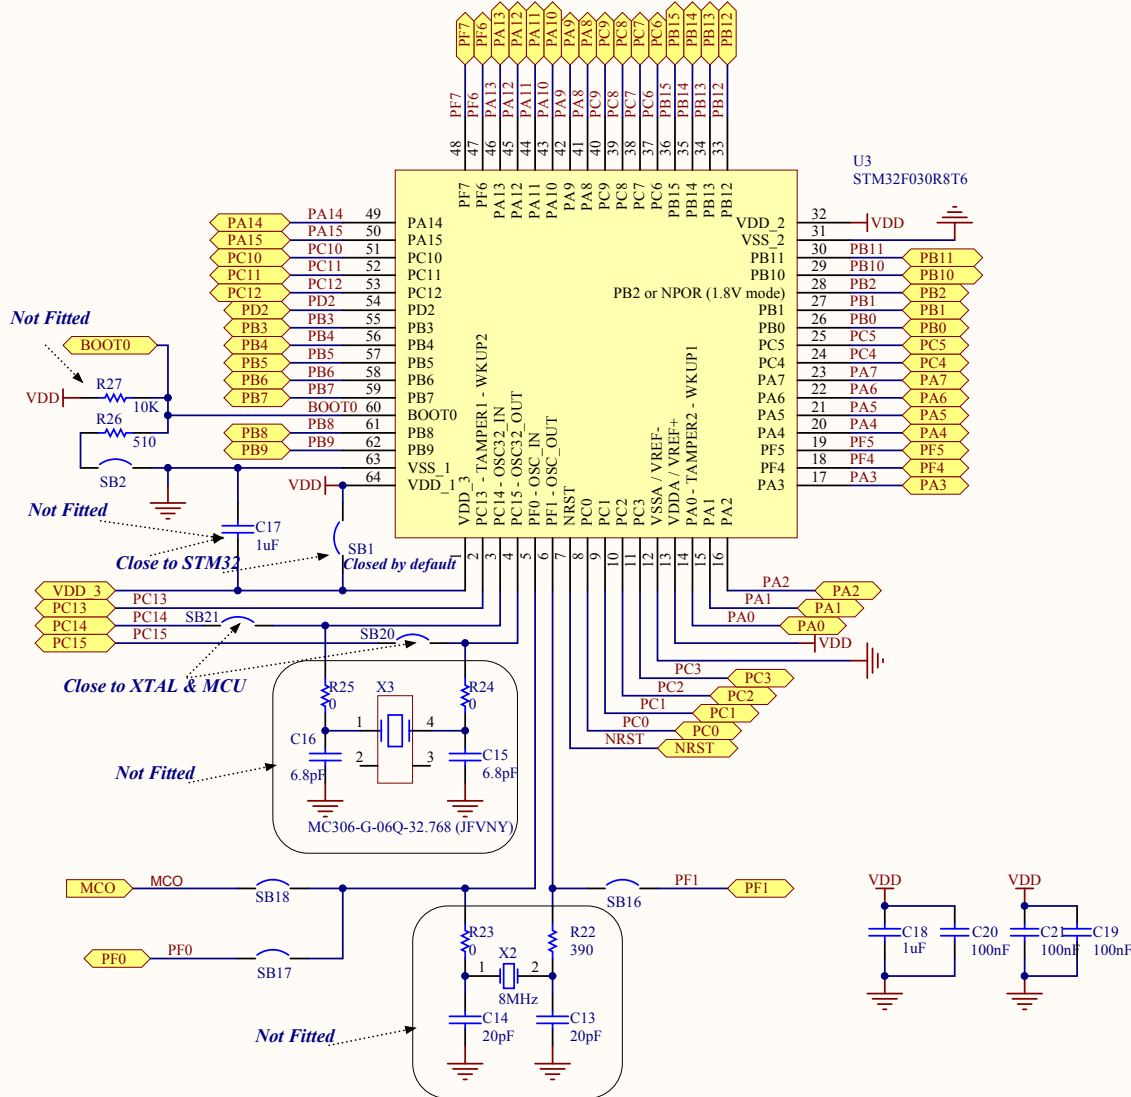 PF7 PF6 PA13 PA12 PA11 PA10 PA9 PA8 PC9 PC8 PC7 PC6 PB15 PB14 PB13 PB12
PF7 PF6 PA13 PA12 PA11 PA10 PA9 PA8 PC9 PC8 PC7 PC6 PB15 PB14 PB13 PB12
48 47 46 45 44 43 42 41 40 39 38 37 36 35 34 33
U3
STM32F030R8T6
PF7 PF6 PA13 PA12 PA11 PA10 PA9 PA8 PC9 PC8 PC7 PC6 PB15 PB14 PB13 PB12
PA14 PA14 49 PA14 VDD_2 32 VDD
PA15 PA15 50 PA15 VSS_2 31
PC10 PC10 51 PC10 PB11 30 PB11 PB11
PC11 PC11 52 PC11 PB10 29 PB10 PB10
PC12 PC12 53 PC12 PB2 or NPOR (1.8V mode) 28 PB2 PB2
PD2 PD2 54 PD2 PB1 27 PB1 PB1
Not Fitted
PB3 PB3 55 PB3 PB0 26 PB0 PB0
BOOT0 PB4 PB4 56 PB4 PC5 25 PC5 PC5
PB5 PB5 57 PB5 PC4 24 PC4 PC4
PB6 PB6 58 PB6 PA7 23 PA7 PA7
R27
VDD 10K PB7 PB7 59 PB7 PA6 22 PA6 PA6
BOOT0 60 BOOT0 PA5 21 PA5 PA5
R26
510 PB8 PB8 61 PB8 PA4 20 PA4 PA4
PB9 PB9 62 PB9 PF5 19 PF5 PF5
63 VSS_1 PF4 18 PF4 PF4
SB2 VDD 64 VDD_1 PA3 17 PA3 PA3
VDD_3 PC13 - TAMPER1 - WKUP2 PC14 - OSC32_IN PC15 - OSC32_OUT PF0 - OSC_IN PF1 - OSC_OUT NRST PC0 PC1 PC2 PC3 VSSA / VREF- VDDA / VREF+ PA0 - TAMPER2 - WKUP1 PA1 PA2
1 2 3 4 5 6 7 8 9 10 11 12 13 14 15 16
Not Fitted
C17
1uF
SB1
Close to STM32
Closed by default
VDD_3 PA2 PA2
PC13 PC13 PA1 PA1
PC14 PC14 SB21 PA0 PA0
PC15 PC15 SB20 VDD
Close to XTAL & MCU
PC3 PC3
PC2 PC2
PC1 PC1
PC0 PC0
NRST NRST
R25
0
X3
R24
0
1 4
2 3
C16
6.8pF
C15
6.8pF
Not Fitted
MC306-G-06Q-32.768 (JFVNY)
MCO MCO SB18
SB16 PF1 PF1
PF0 PF0 SB17
R23
0
R22
390
X2
1 2
8MHz
C14
20pF
C13
20pF
Not Fitted
VDD VDD
C18 C20 C21 C19
1uF 100nF 100nF 100nF